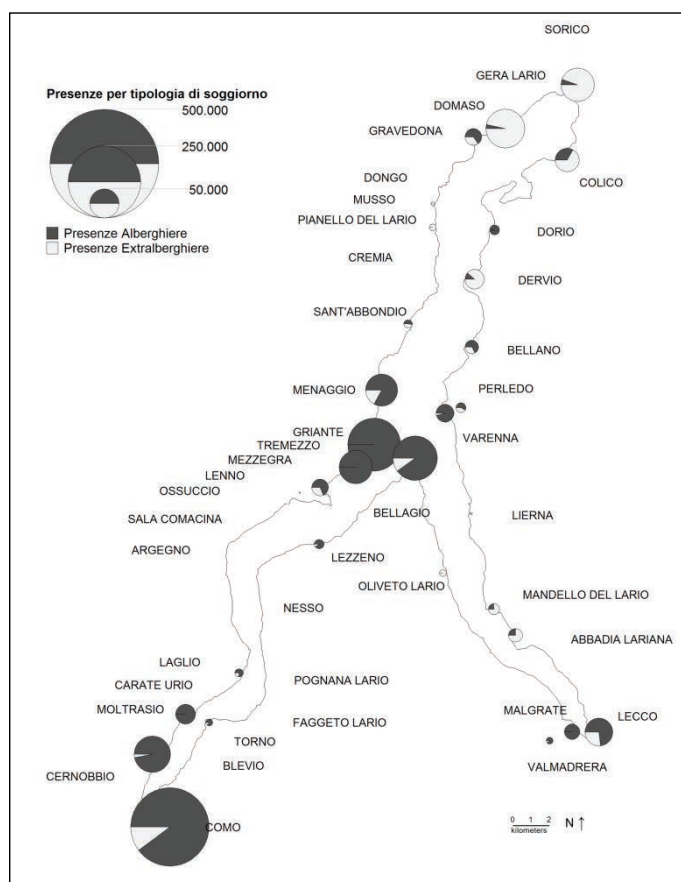 SORICO
GERA LARIO
Presenze per tipologia di soggiorno
500.000
250.000
50.000
Presenze Alberghiere
Presenze Extralberghiere
DOMASO
GRAVEDONA
DONGO
COLICO
MUSSO
PIANELLO DEL LARIO
DORIO
CREMIA
DERVIO
SANT'ABBONDIO
BELLANO
MENAGGIO
PERLEDO
GRIANTE
VARENNA
TREMEZZO
MEZZEGRA
LENNO
OSSUCCIO
SALA COMACINA
BELLAGIO
LIERNA
ARGEGNO
LEZZENO
OLIVETO LARIO
MANDELLO DEL LARIO
NESSO
ABBADIA LARIANA
LAGLIO
CARATE URIO
POGNANA LARIO
MOLTRASIO
MALGRATE
LECCO
FAGGETO LARIO
TORNO
BLEVIO
VALMADRERA
CERNOBBIO
COMO
0 1 2
kilometers
N ↑